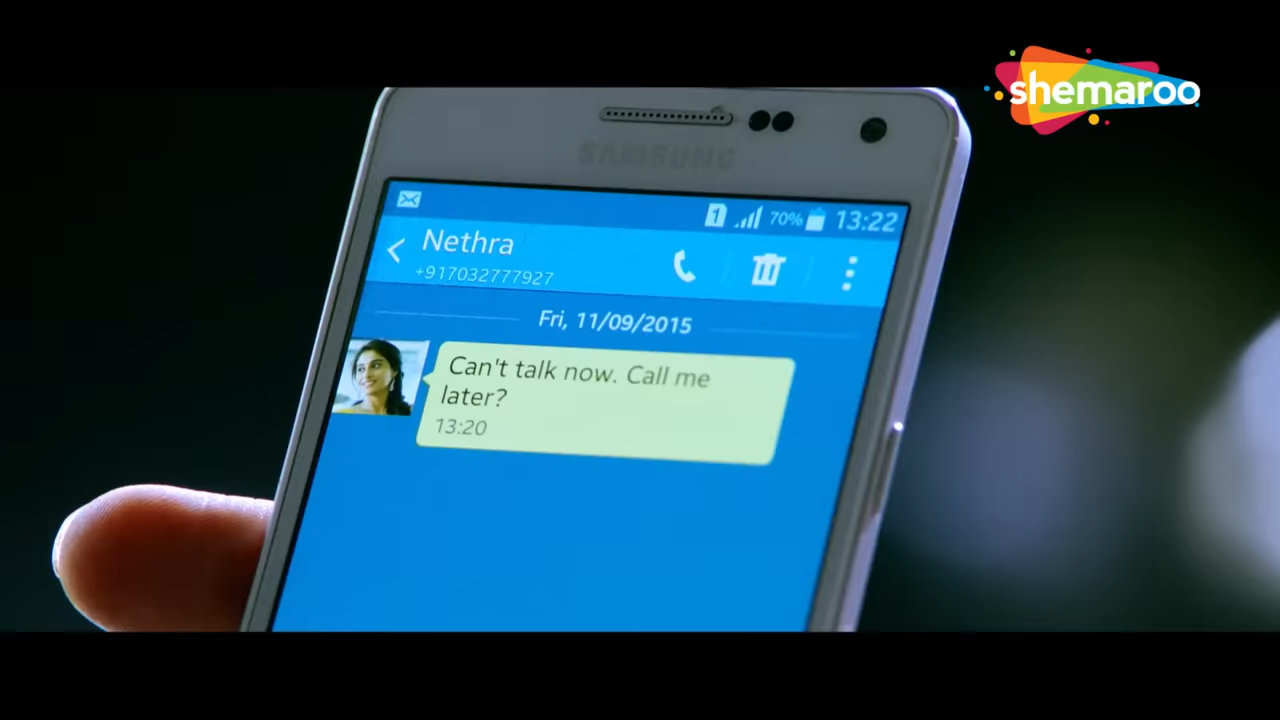 shemaroo
SAMSUNG
1 70% 13:22
Nethra
+917032777927
Fri, 11/09/2015
Can't talk now. Call me
later?
13:20